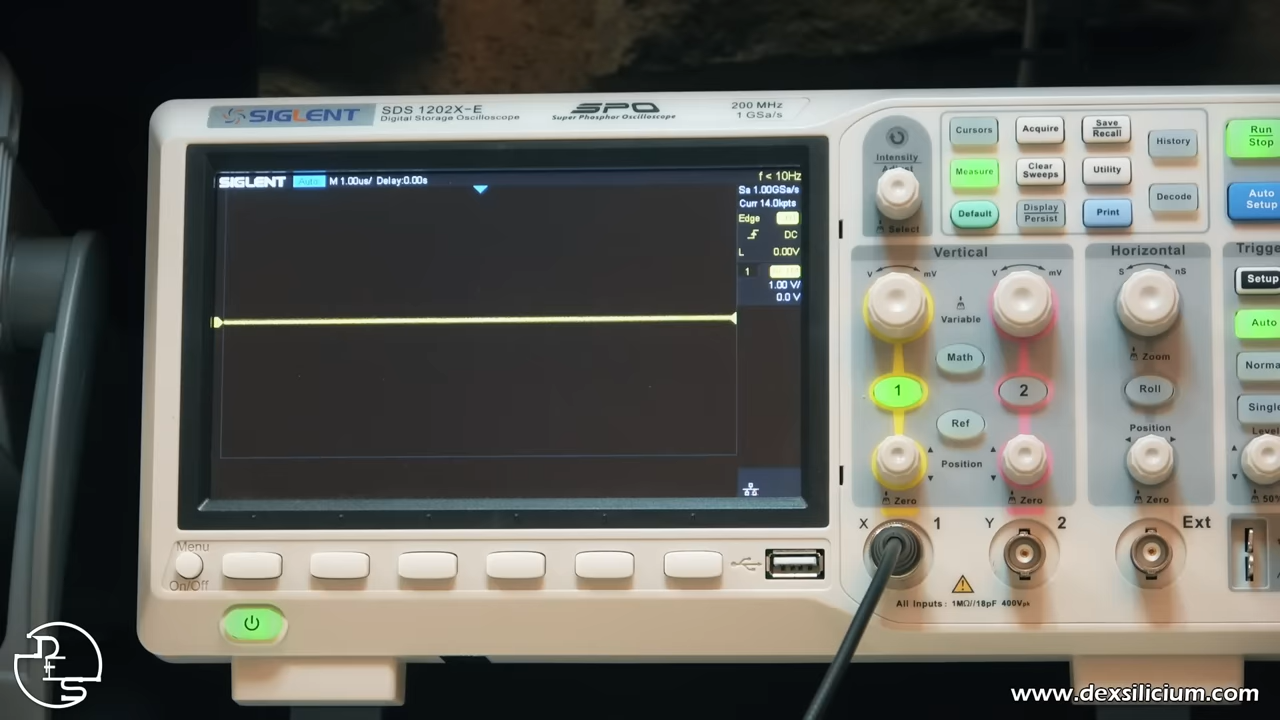 SIGLENT
SDS 1202X-E
Digital Storage Oscilloscope
SPO
Super Phosphor Oscilloscope
200 MHz
1 GSa/s
SIGLENT Auto M 1.00us/ Delay:0.00s
f < 10Hz
Sa 1.00GSa/s
Curr 14.0kpts
Edge
DC
L 0.00V
1
1.00 V/
0.0 V
Intensity
Adjust
Select
Cursors
Acquire
Save
Recall
History
Measure
Clear
Sweeps
Utility
Decode
Default
Display
Persist
Print
Run
Stop
Auto
Setup
Vertical
V mV
V mV
Variable
Math
1
2
Ref
Position
Zero
Zero
Horizontal
S nS
Zoom
Roll
Position
Zero
Trigge
Setup
Auto
Norma
Single
Level
50%
X 1
Y 2
Ext
All Inputs: 1MΩ//18pF 400Vpk
Menu
On/Off
DES
www.dexsilicium.com